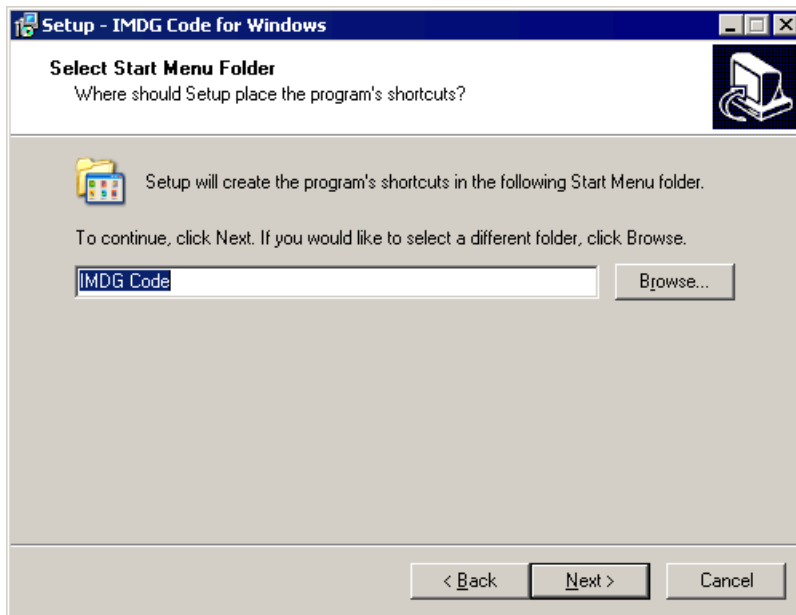 Setup - IMDG Code for Windows
Select Start Menu Folder
Where should Setup place the program's shortcuts?
Setup will create the program's shortcuts in the following Start Menu folder.
To continue, click Next. If you would like to select a different folder, click Browse.
IMDG Code
Browse...
< Back
Next >
Cancel